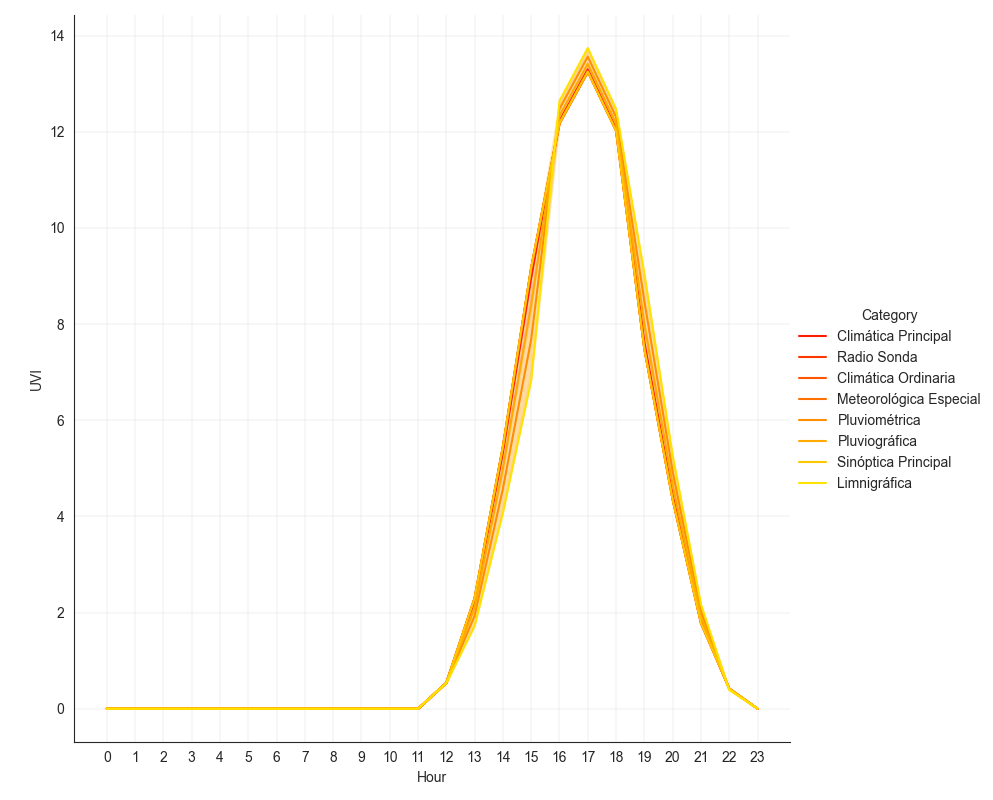 14
12
10
8
6
4
2
0
UVI
0 1 2 3 4 5 6 7 8 9 10 11 12 13 14 15 16 17 18 19 20 21 22 23
Hour
Category
Climática Principal
Radio Sonda
Climática Ordinaria
Meteorológica Especial
Pluviométrica
Pluviográfica
Sinóptica Principal
Limnigráfica